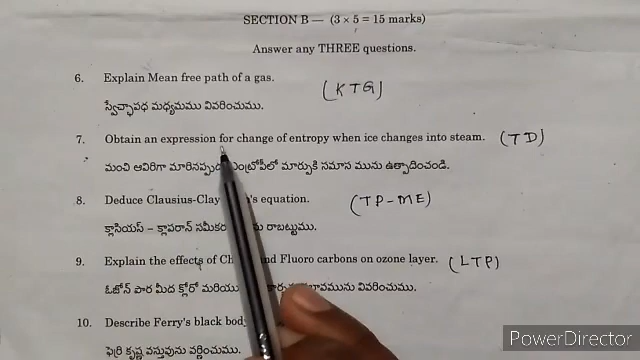 SECTION B — (3 × 5 = 15 marks)
Answer any THREE questions.
6. Explain Mean free path of a gas. (KTG)
స్వేచ్ఛాపథ మధ్యమము వివరించుము.
7. Obtain an expression for change of entropy when ice changes into steam. (TD)
మంచి ఆవిరిగా మారినప్పుడు ఎంట్రోపీలో మార్పుకి సమాస మును ఉత్పాదించండి.
8. Deduce Clausius-Clay 's equation. (TP-ME)
క్లాసియస్ – క్లాపరాన్ సమీకర ను రాబట్టుము.
9. Explain the effects of Ch and Fluoro carbons on ozone layer. (LTP)
ఓజోన్ పొర మీద క్లోరో మరియు వివరించుము.
10. Describe Ferry's black body
ఫెర్రి కృష్ణ వస్తువును వర్ణించుము.
PowerDirector